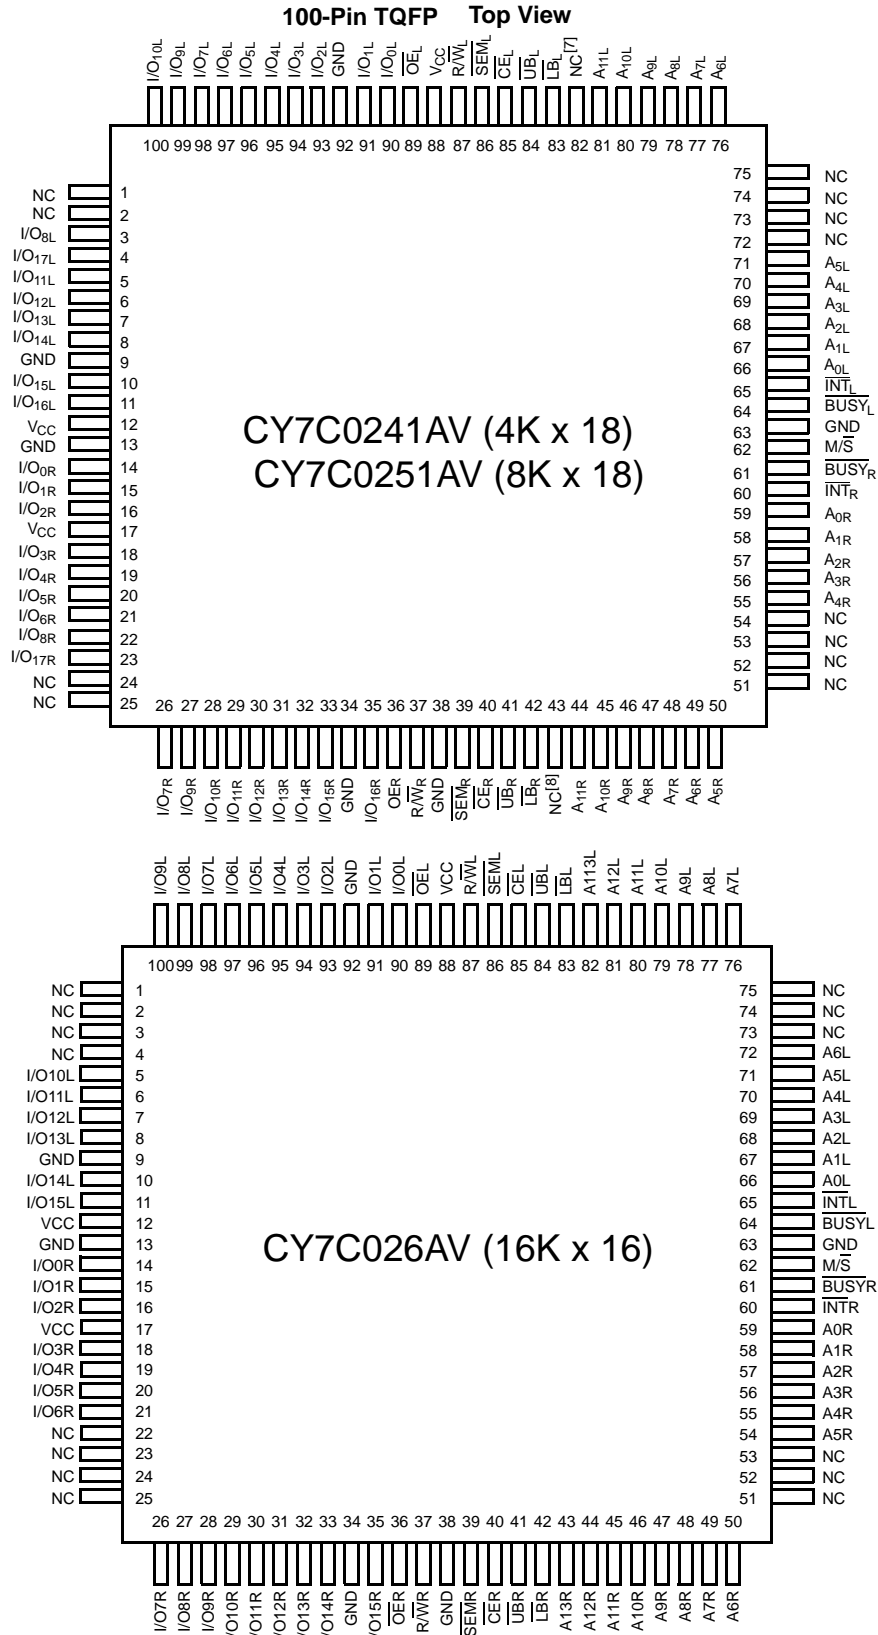 100-Pin TQFP Top View
I/O10L I/O9L I/O7L I/O6L I/O5L I/O4L I/O3L I/O2L GND I/O1L I/O0L OEL VCC R/WL SEML CEL UBL LBL NC[7] A11L A10L A9L A8L A7L A6L
100 99 98 97 96 95 94 93 92 91 90 89 88 87 86 85 84 83 82 81 80 79 78 77 76
75 NC
NC 1 74 NC
NC 2 73 NC
I/O8L 3 72 NC
I/O17L 4 71 A5L
I/O11L 5 70 A4L
I/O12L 6 69 A3L
I/O13L 7 68 A2L
I/O14L 8 67 A1L
GND 9 66 A0L
I/O15L 10 65 INTL
I/O16L 11 64 BUSYL
VCC 12 63 GND
CY7C0241AV (4K x 18)
GND 13 62 M/S
I/O0R 14 61 BUSYR
CY7C0251AV (8K x 18)
I/O1R 15 60 INTR
I/O2R 16 59 A0R
VCC 17 58 A1R
I/O3R 18 57 A2R
I/O4R 19 56 A3R
I/O5R 20 55 A4R
I/O6R 21 54 NC
I/O8R 22 53 NC
I/O17R 23 52 NC
NC 24 51 NC
NC 25
26 27 28 29 30 31 32 33 34 35 36 37 38 39 40 41 42 43 44 45 46 47 48 49 50
I/O7R I/O9R I/O10R I/O11R I/O12R I/O13R I/O14R I/O15R GND I/O16R OER R/WR GND SEMR CER UBR LBR NC[8] A11R A10R A9R A8R A7R A6R A5R
I/O9L I/O8L I/O7L I/O6L I/O5L I/O4L I/O3L I/O2L GND I/O1L I/O0L OEL VCC R/WL SEML CEL UBL LBL A113L A12L A11L A10L A9L A8L A7L
100 99 98 97 96 95 94 93 92 91 90 89 88 87 86 85 84 83 82 81 80 79 78 77 76
NC 1 75 NC
NC 2 74 NC
NC 3 73 NC
NC 4 72 A6L
I/O10L 5 71 A5L
I/O11L 6 70 A4L
I/O12L 7 69 A3L
I/O13L 8 68 A2L
GND 9 67 A1L
I/O14L 10 66 A0L
I/O15L 11 65 INTL
VCC 12 64 BUSYL
GND 13 63 GND
CY7C026AV (16K x 16)
I/O0R 14 62 M/S
I/O1R 15 61 BUSYR
I/O2R 16 60 INTR
VCC 17 59 A0R
I/O3R 18 58 A1R
I/O4R 19 57 A2R
I/O5R 20 56 A3R
I/O6R 21 55 A4R
NC 22 54 A5R
NC 23 53 NC
NC 24 52 NC
NC 25 51 NC
26 27 28 29 30 31 32 33 34 35 36 37 38 39 40 41 42 43 44 45 46 47 48 49 50
I/O7R I/O8R I/O9R I/O10R I/O11R I/O12R I/O13R I/O14R GND I/O15R OER R/WR GND SEMR CER UBR LBR A13R A12R A11R A10R A9R A8R A7R A6R